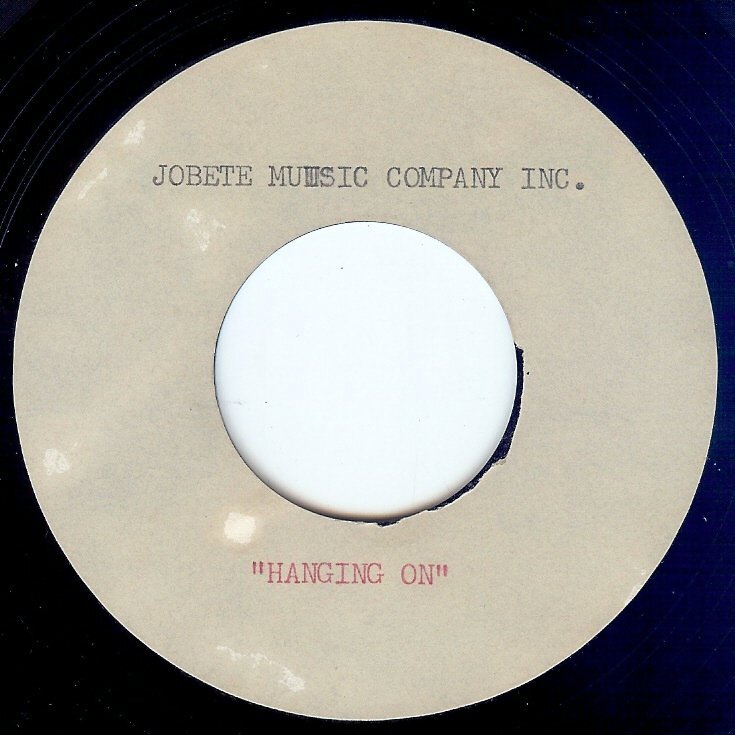 JOBETE MUSIC COMPANY INC.
"HANGING ON"